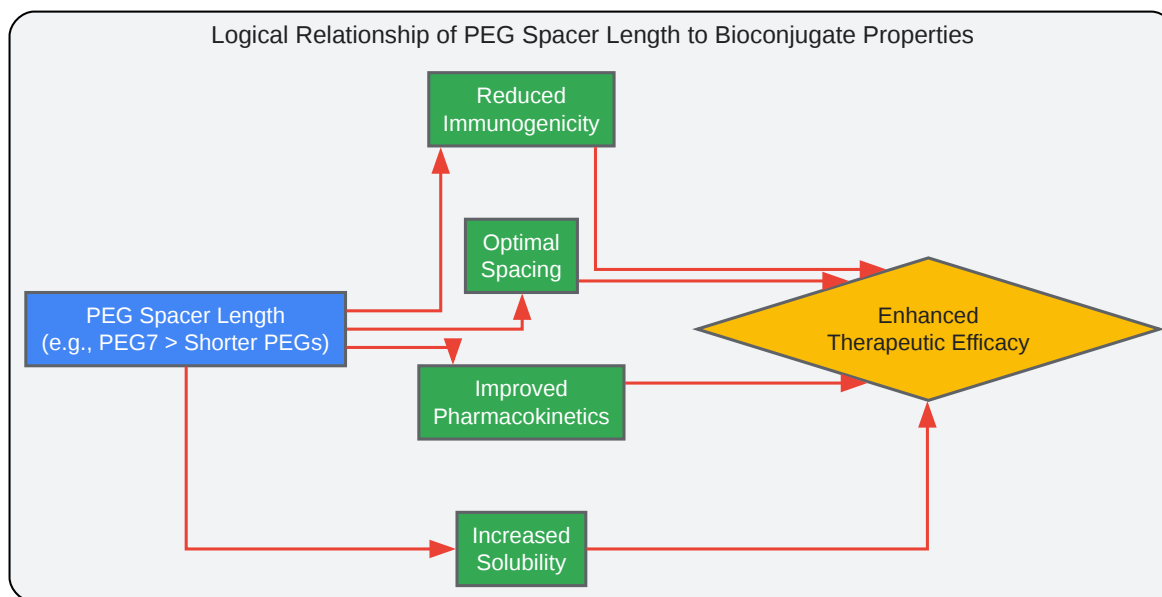 Logical Relationship of PEG Spacer Length to Bioconjugate Properties
Reduced
Immunogenicity
Optimal
Spacing
PEG Spacer Length
(e.g., PEG7 > Shorter PEGs)
Enhanced
Therapeutic Efficacy
Improved
Pharmacokinetics
Increased
Solubility